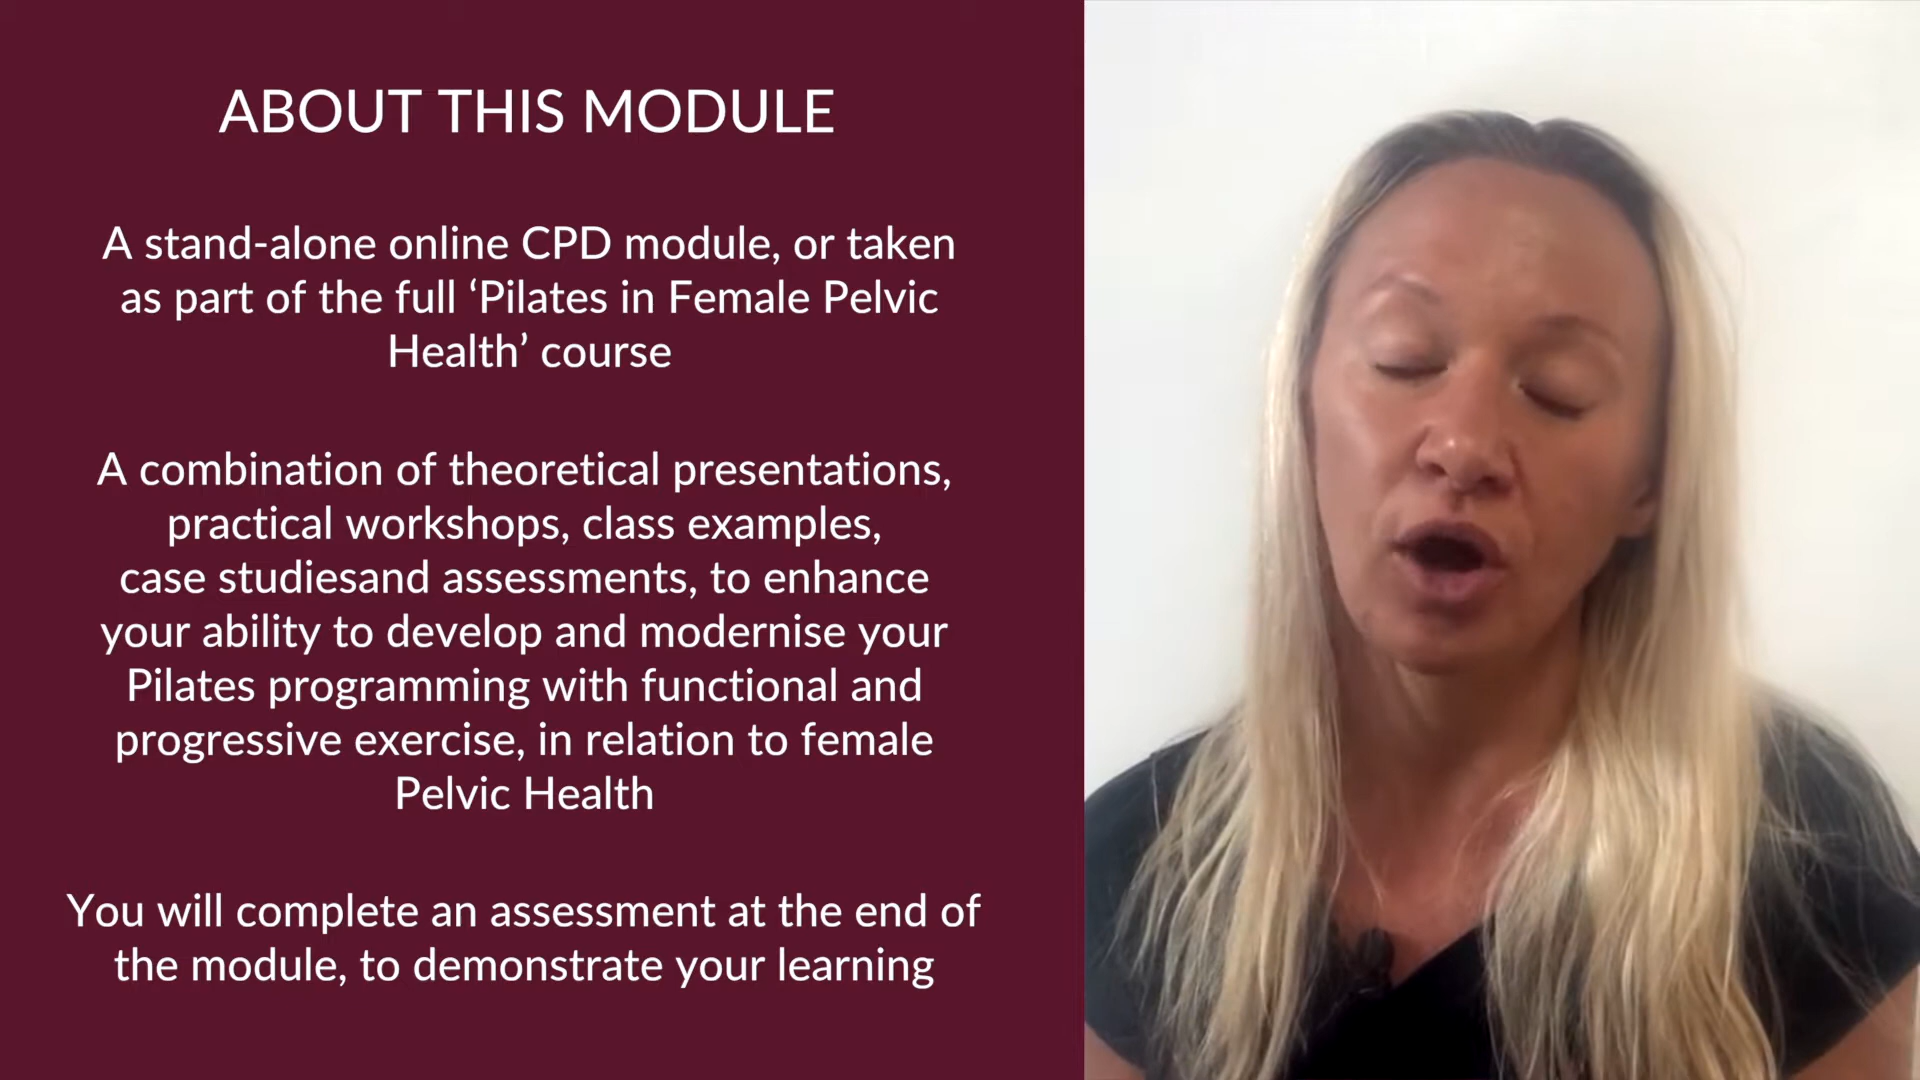 ABOUT THIS MODULE
A stand-alone online CPD module, or taken
as part of the full ‘Pilates in Female Pelvic
Health’ course
A combination of theoretical presentations,
practical workshops, class examples,
case studiesand assessments, to enhance
your ability to develop and modernise your
Pilates programming with functional and
progressive exercise, in relation to female
Pelvic Health
You will complete an assessment at the end of
the module, to demonstrate your learning